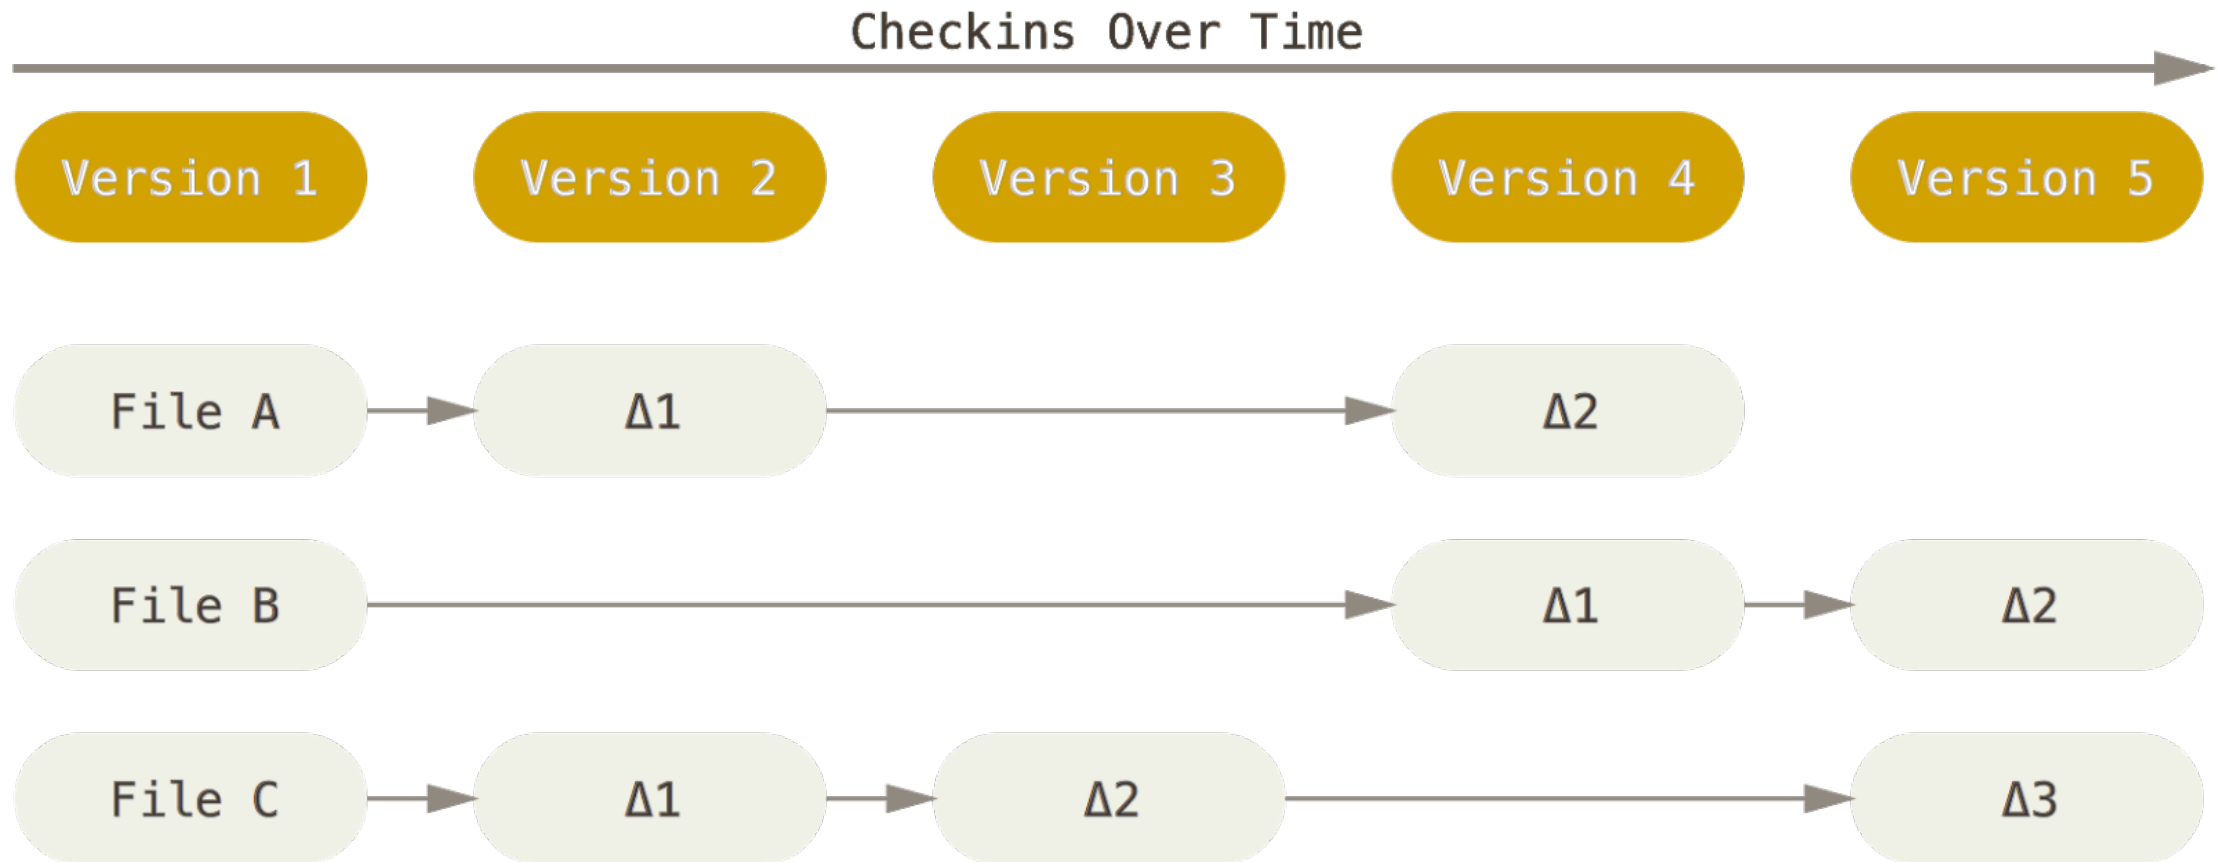 Checkins Over Time
Version 1 Version 2 Version 3 Version 4 Version 5
File A Δ1 Δ2
File B Δ1 Δ2
File C Δ1 Δ2 Δ3